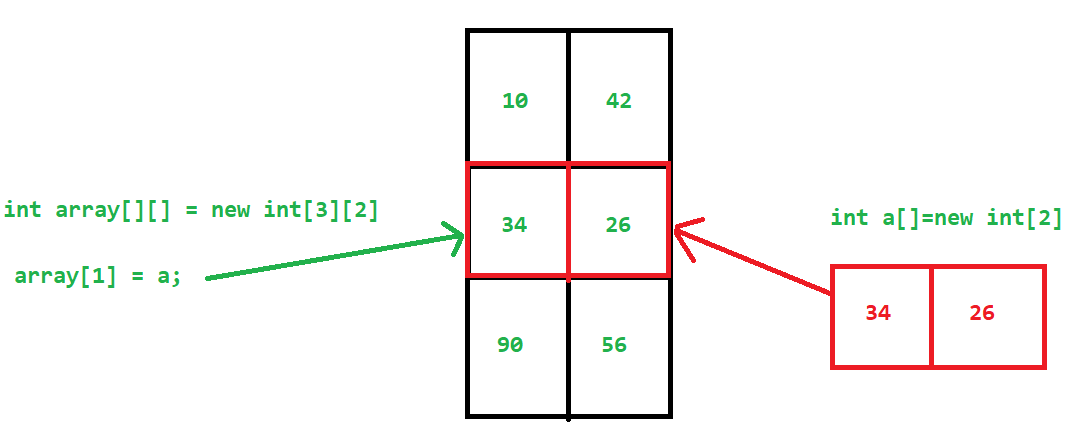 10 42
int array[][] = new int[3][2]
34 26
int a[]=new int[2]
array[1] = a;
34 26
90 56